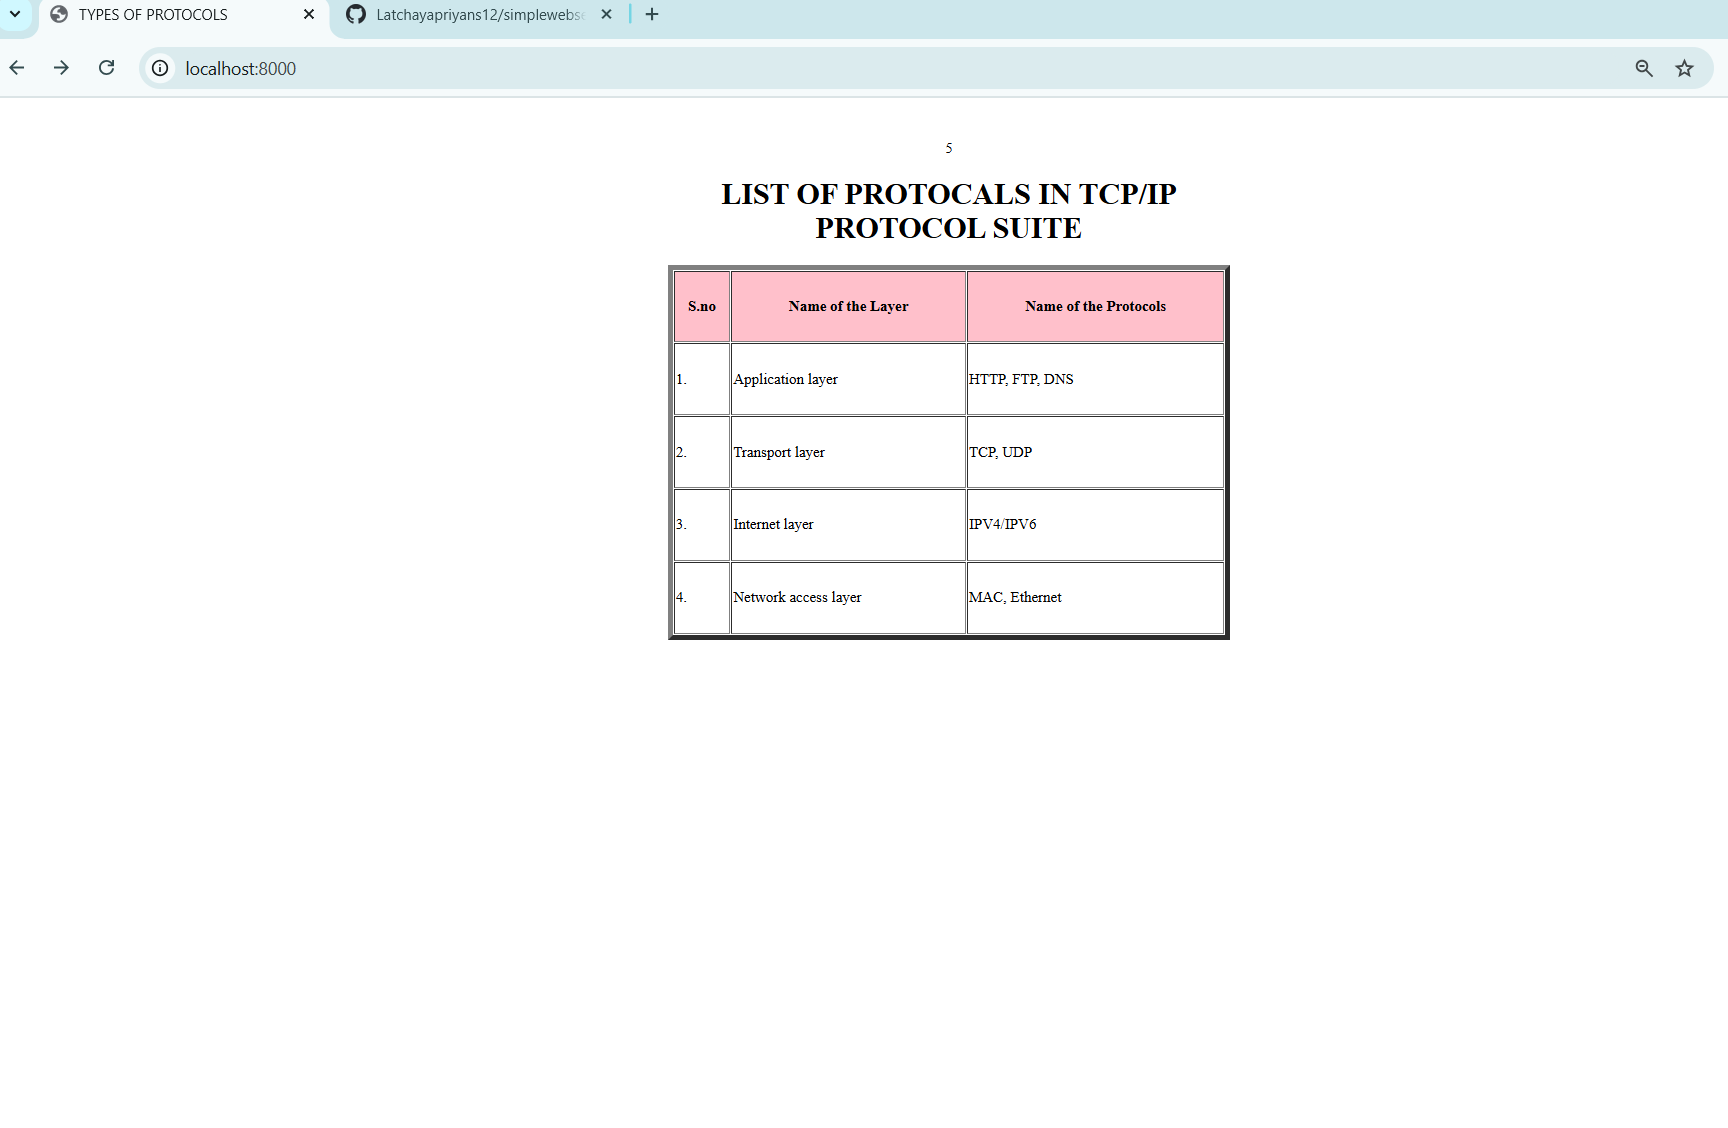 TYPES OF PROTOCOLS
Latchayapriyans12/simplewebse
localhost:8000
5
LIST OF PROTOCALS IN TCP/IP
PROTOCOL SUITE
S.no Name of the Layer Name of the Protocols
1. Application layer HTTP, FTP, DNS
2. Transport layer TCP, UDP
3. Internet layer IPV4/IPV6
4. Network access layer MAC, Ethernet